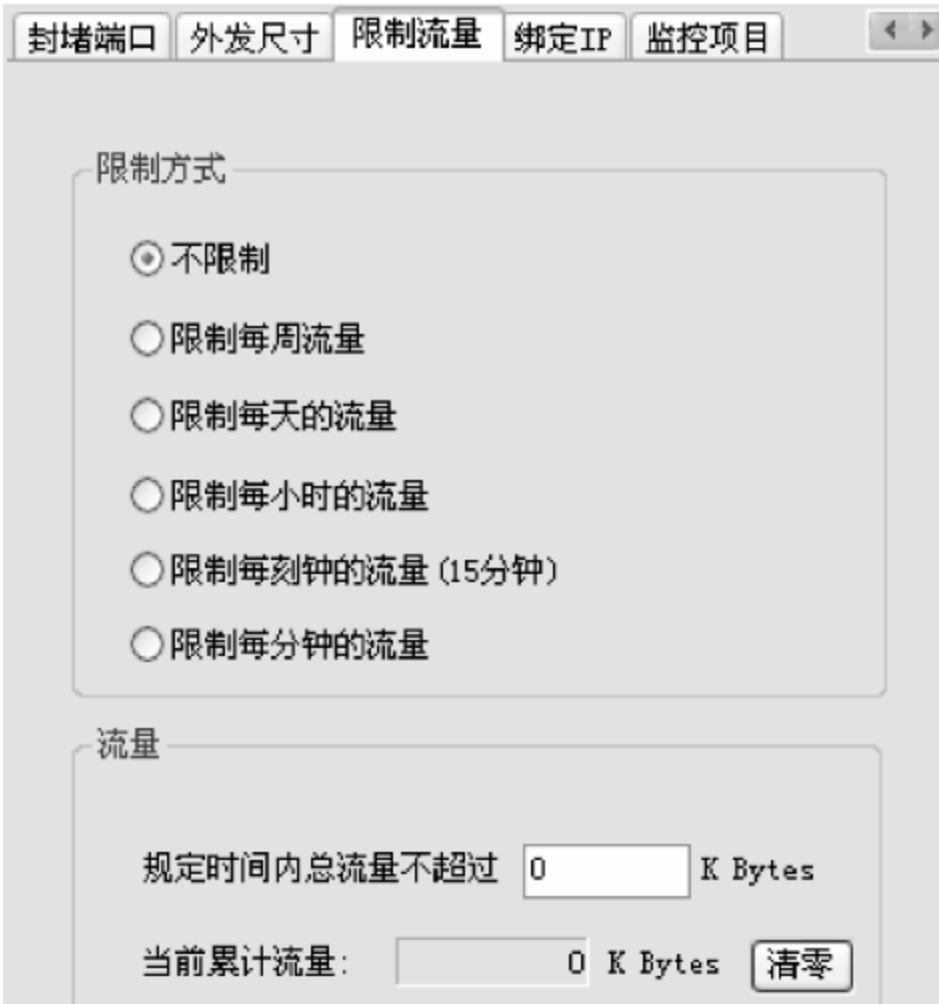 封堵端口 外发尺寸 限制流量 绑定IP 监控项目
限制方式
不限制
限制每周流量
限制每天的流量
限制每小时的流量
限制每刻钟的流量(15分钟)
限制每分钟的流量
流量
规定时间内总流量不超过 0 K Bytes
当前累计流量: 0 K Bytes 清零